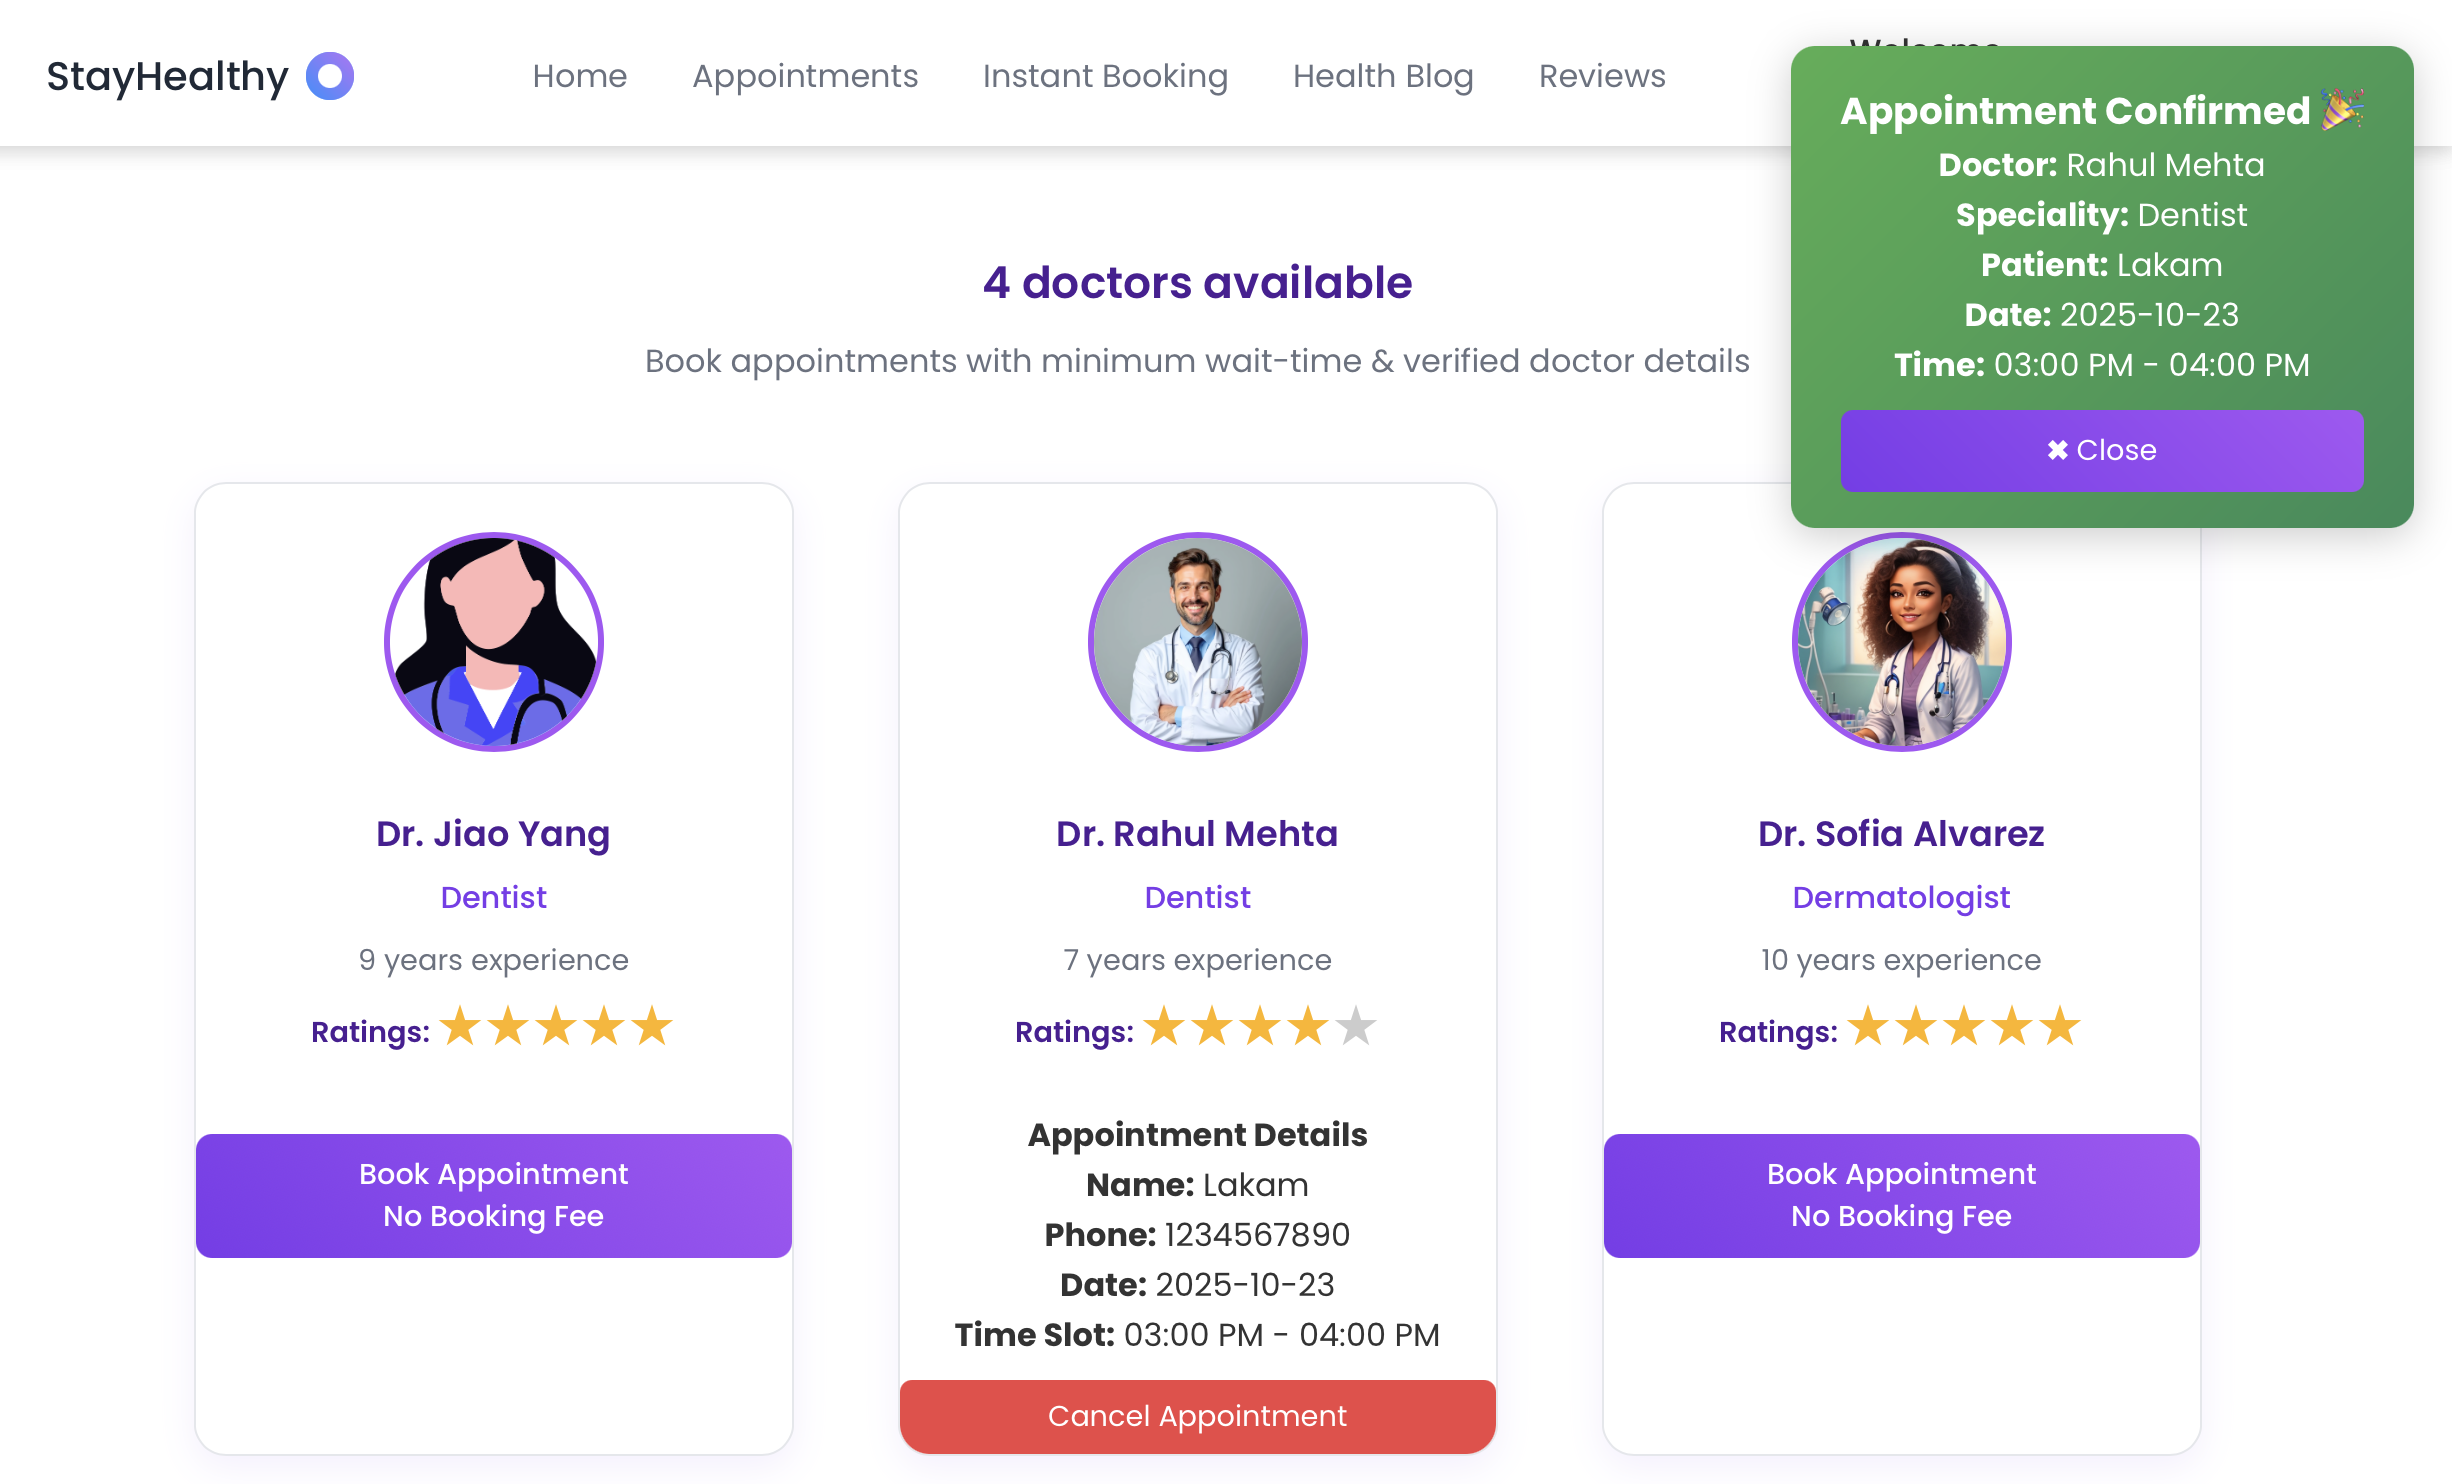 StayHealthy
Home
Appointments
Instant Booking
Health Blog
Reviews
Welcome
Appointment Confirmed 🎉
Doctor: Rahul Mehta
Speciality: Dentist
Patient: Lakam
Date: 2025-10-23
Time: 03:00 PM - 04:00 PM
✖ Close
4 doctors available
Book appointments with minimum wait-time & verified doctor details
Dr. Jiao Yang
Dentist
9 years experience
Ratings: ★★★★★
Book Appointment
No Booking Fee
Dr. Rahul Mehta
Dentist
7 years experience
Ratings: ★★★★★
Appointment Details
Name: Lakam
Phone: 1234567890
Date: 2025-10-23
Time Slot: 03:00 PM - 04:00 PM
Cancel Appointment
Dr. Sofia Alvarez
Dermatologist
10 years experience
Ratings: ★★★★★
Book Appointment
No Booking Fee